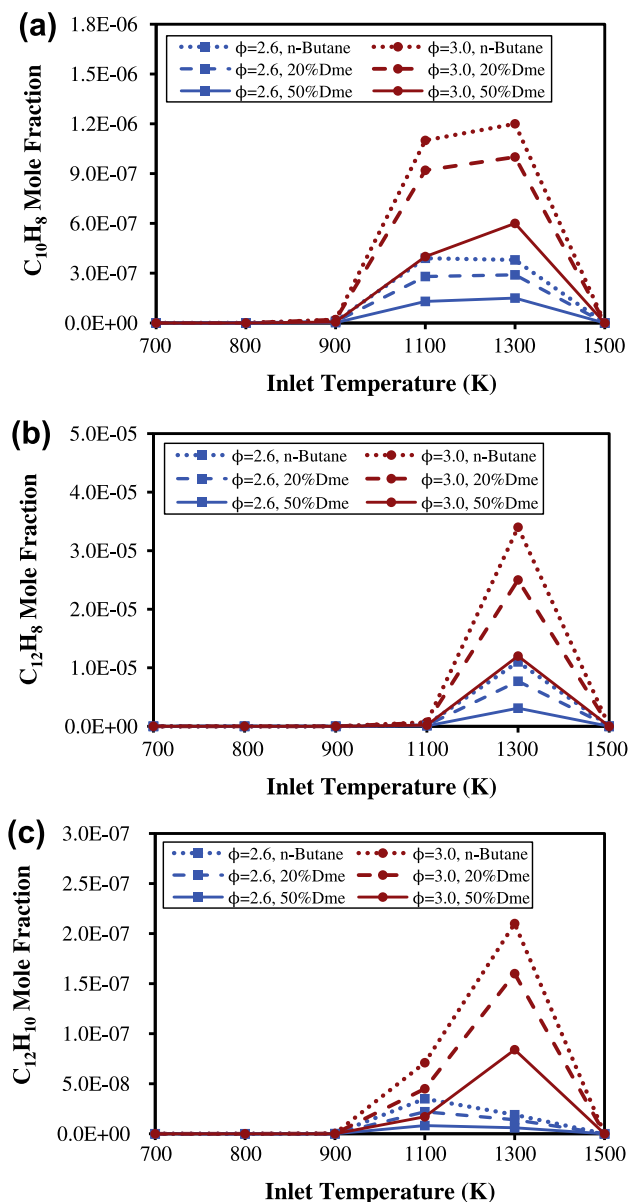 (a)
1.8E-06
1.5E-06
1.2E-06
9.0E-07
6.0E-07
3.0E-07
0.0E+00
C₁₀H₈ Mole Fraction
ϕ=2.6, n-Butane
ϕ=3.0, n-Butane
ϕ=2.6, 20%Dme
ϕ=3.0, 20%Dme
ϕ=2.6, 50%Dme
ϕ=3.0, 50%Dme
700 800 900 1100 1300 1500
Inlet Temperature (K)
(b)
5.0E-05
4.0E-05
3.0E-05
2.0E-05
1.0E-05
0.0E+00
C₁₂H₈ Mole Fraction
ϕ=2.6, n-Butane
ϕ=3.0, n-Butane
ϕ=2.6, 20%Dme
ϕ=3.0, 20%Dme
ϕ=2.6, 50%Dme
ϕ=3.0, 50%Dme
700 800 900 1100 1300 1500
Inlet Temperature (K)
(c)
3.0E-07
2.5E-07
2.0E-07
1.5E-07
1.0E-07
5.0E-08
0.0E+00
C₁₂H₁₀ Mole Fraction
ϕ=2.6, n-Butane
ϕ=3.0, n-Butane
ϕ=2.6, 20%Dme
ϕ=3.0, 20%Dme
ϕ=2.6, 50%Dme
ϕ=3.0, 50%Dme
700 800 900 1100 1300 1500
Inlet Temperature (K)